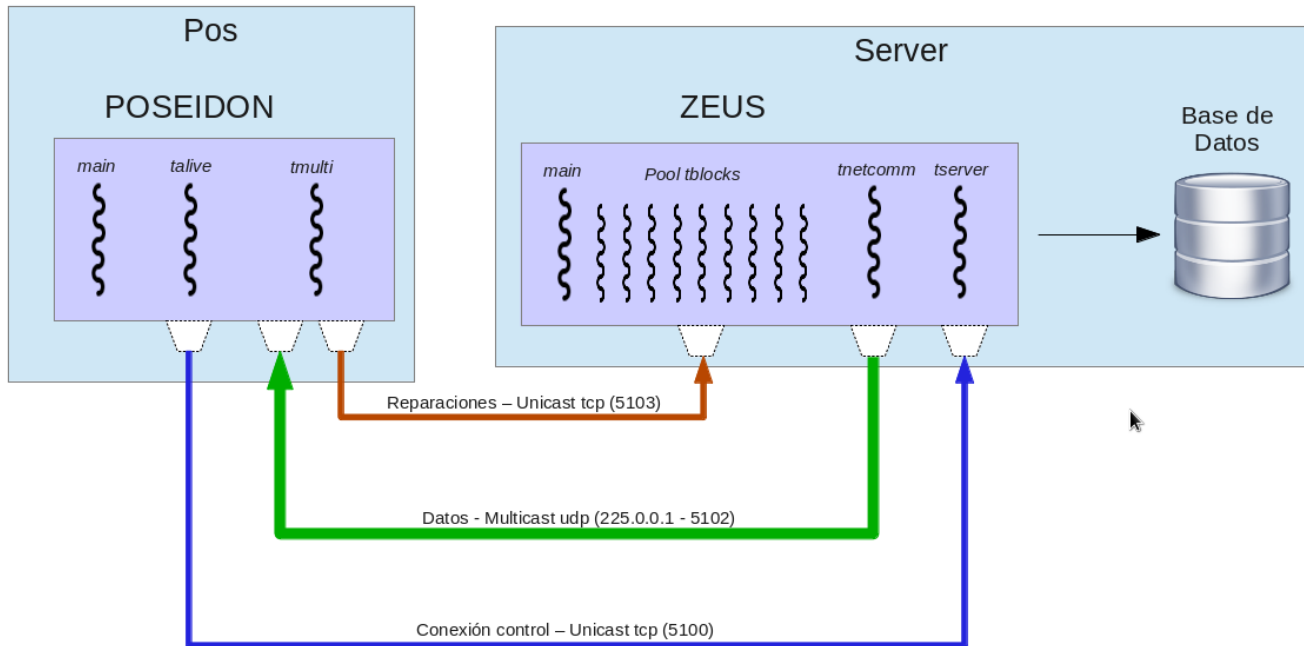 Pos
POSEIDON
main
talive
tmulti
Server
ZEUS
main
Pool tblocks
tnetcomm
tserver
Base de
Datos
Reparaciones – Unicast tcp (5103)
Datos - Multicast udp (225.0.0.1 - 5102)
Conexión control – Unicast tcp (5100)